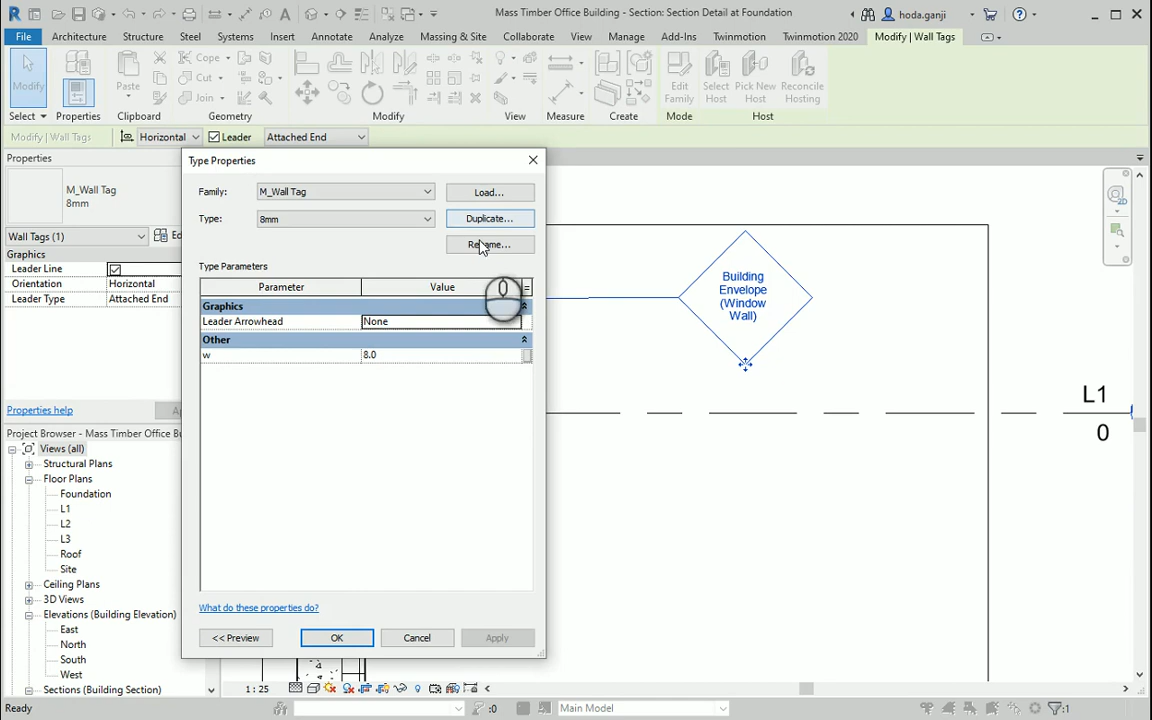 Mass Timber Office Building - Section: Section Detail at Foundation
hoda.ganji
File Architecture Structure Steel Systems Insert Annotate Analyze Massing & Site Collaborate View Manage Add-Ins Twinmotion Twinmotion 2020 Modify | Wall Tags
Modify
Paste
Cope
Cut
Join
Edit
Family
Select
Host
Pick New
Host
Reconcile
Hosting
Select Properties Clipboard Geometry Modify View Measure Create Mode Host
Modify | Wall Tags Horizontal Leader Attached End
Properties
M_Wall Tag
8mm
Wall Tags (1)
Graphics
Leader Line
Orientation Horizontal
Leader Type Attached End
Properties help
Project Browser - Mass Timber Office Bu
Views (all)
Structural Plans
Floor Plans
Foundation
L1
L2
L3
Roof
Site
Ceiling Plans
3D Views
Elevations (Building Elevation)
East
North
South
West
Sections (Building Section)
Type Properties
Family: M_Wall Tag Load...
Type: 8mm Duplicate...
Rename...
Type Parameters
Parameter Value =
Graphics
Leader Arrowhead None
Other
w 8.0
What do these properties do?
<< Preview OK Cancel Apply
Building
Envelope
(Window
Wall)
L1
0
1 : 25
Ready :0 Main Model :1